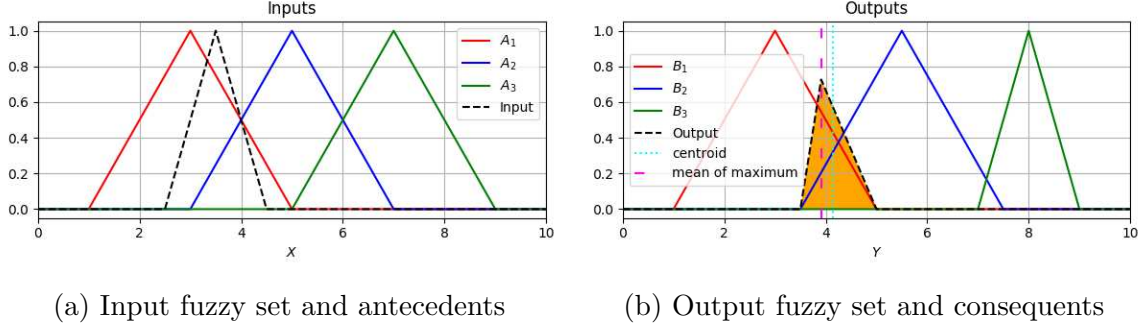 Inputs
1.0
0.8
0.6
0.4
0.2
0.0
A₁
A₂
A₃
Input
0 2 4 6 8 10
X
Outputs
1.0
0.8
0.6
0.4
0.2
0.0
B₁
B₂
B₃
Output
centroid
mean of maximum
0 2 4 6 8 10
Y
(a) Input fuzzy set and antecedents
(b) Output fuzzy set and consequents